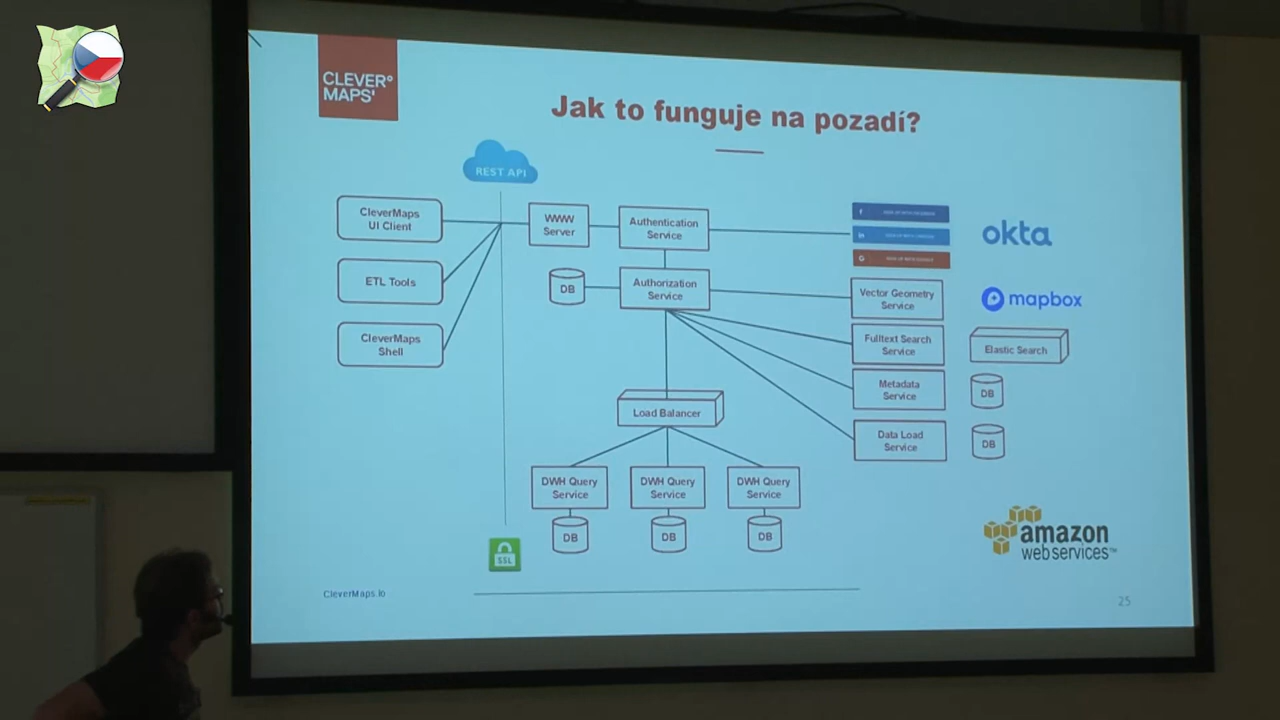 CLEVER°
MAPS'
Jak to funguje na pozadí?
REST API
CleverMaps
UI Client
ETL Tools
CleverMaps
Shell
WWW
Server
Authentication
Service
DB
Authorization
Service
okta
Vector Geometry
Service
mapbox
Fulltext Search
Service
Elastic Search
Metadata
Service
DB
Data Load
Service
DB
Load Balancer
DWH Query
Service
DWH Query
Service
DWH Query
Service
DB
DB
DB
SSL
amazon
webservices™
CleverMaps.io
25